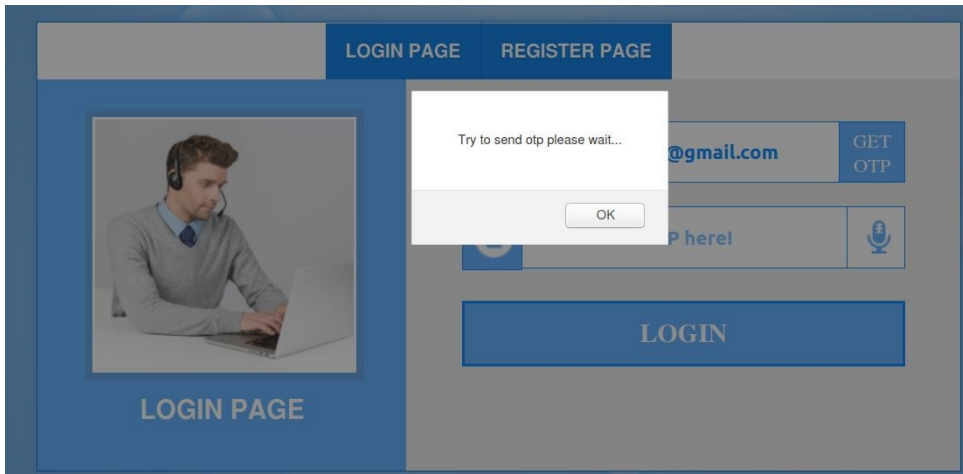 LOGIN PAGE
REGISTER PAGE
Try to send otp please wait...
OK
@gmail.com
GET
OTP
P here!
LOGIN
LOGIN PAGE